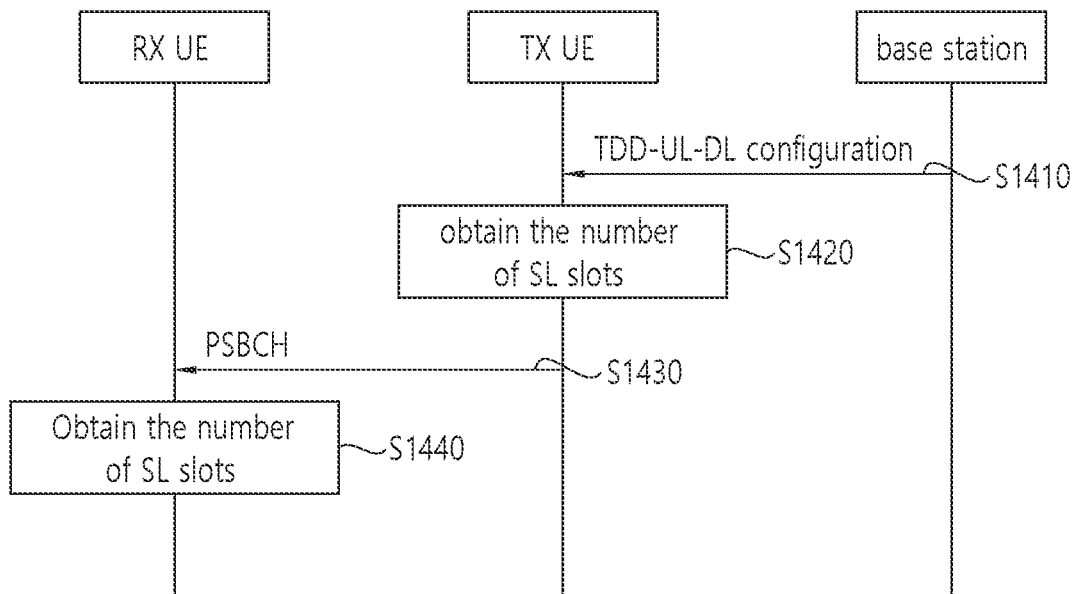 RX UE
TX UE
base station
TDD-UL-DL configuration
S1410
obtain the number
of SL slots
S1420
PSBCH
S1430
Obtain the number
of SL slots
S1440